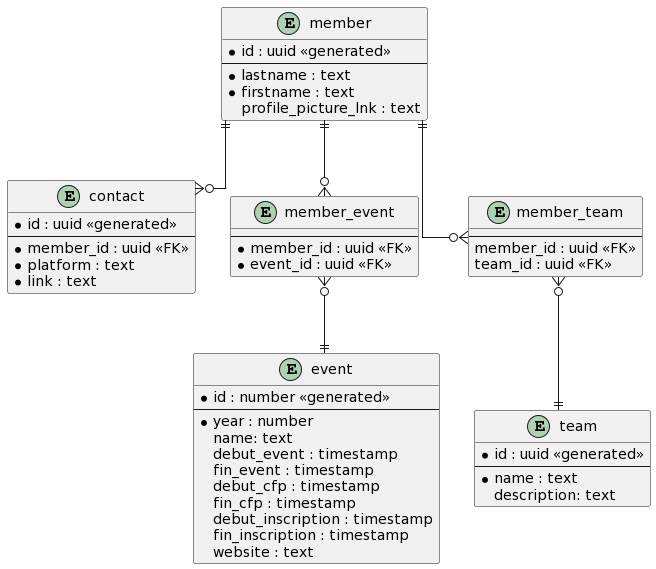 E member
* id : uuid «generated»
* lastname : text
* firstname : text
profile_picture_lnk : text
E contact
* id : uuid «generated»
* member_id : uuid «FK»
* platform : text
* link : text
E member_event
* member_id : uuid «FK»
* event_id : uuid «FK»
E member_team
member_id : uuid «FK»
team_id : uuid «FK»
E event
* id : number «generated»
* year : number
name: text
debut_event : timestamp
fin_event : timestamp
debut_cfp : timestamp
fin_cfp : timestamp
debut_inscription : timestamp
fin_inscription : timestamp
website : text
E team
* id : uuid «generated»
* name : text
description: text